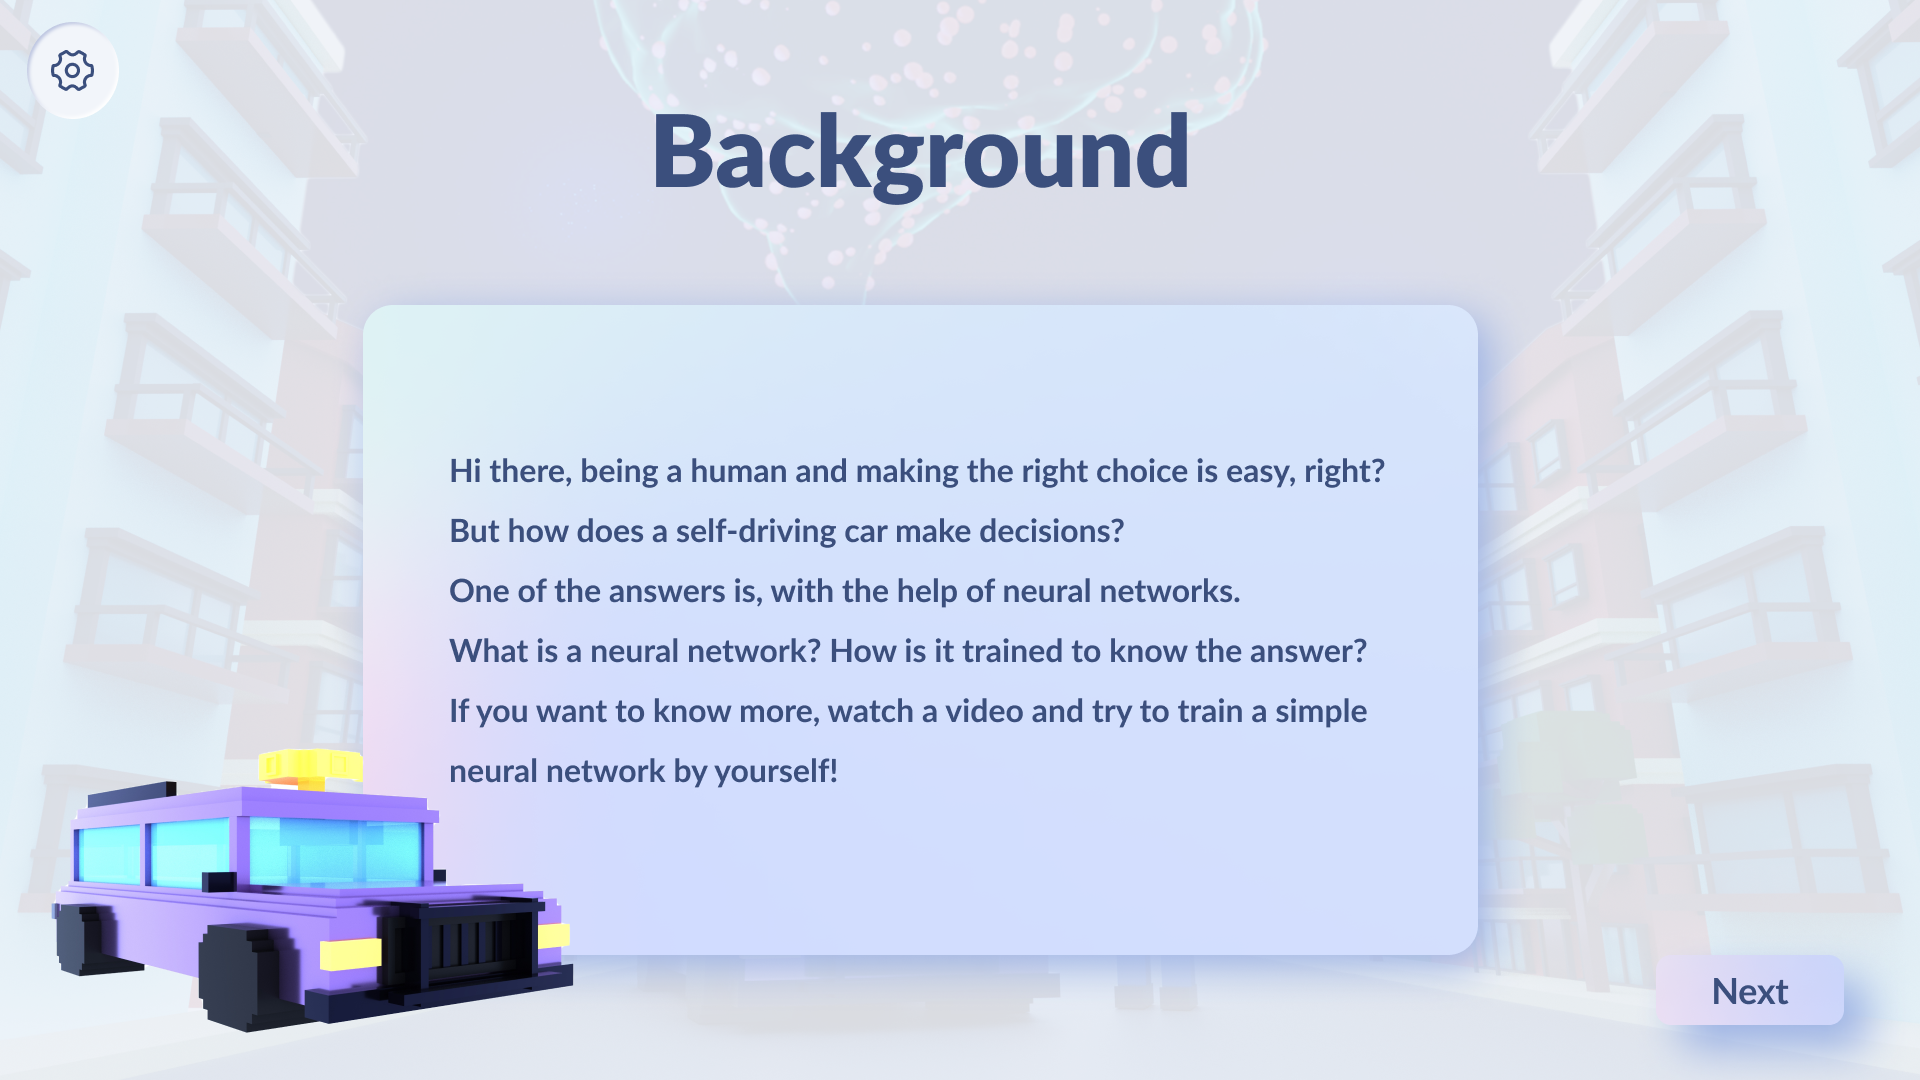 Background
Hi there, being a human and making the right choice is easy, right?
But how does a self-driving car make decisions?
One of the answers is, with the help of neural networks.
What is a neural network? How is it trained to know the answer?
If you want to know more, watch a video and try to train a simple
neural network by yourself!
Next